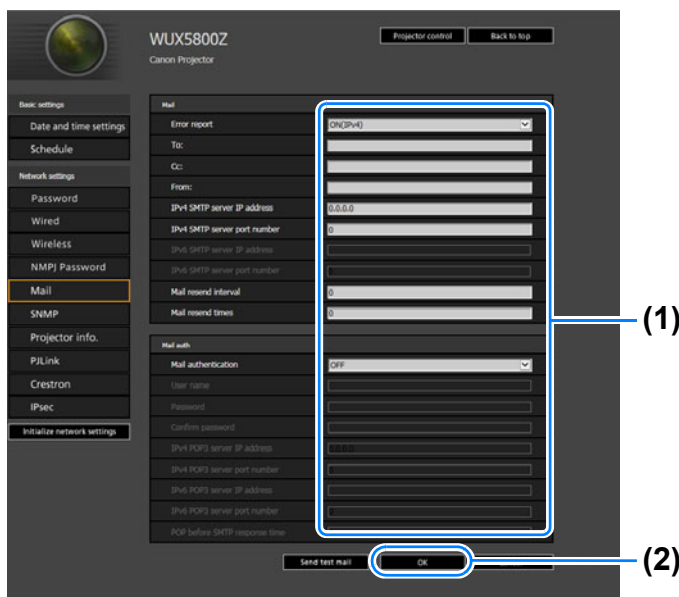 WUX5800Z
Canon Projector
Projector control
Back to top
Basic settings
Date and time settings
Schedule
Network settings
Password
Wired
Wireless
NMPJ Password
Mail
SNMP
Projector info.
PJLink
Crestron
IPsec
Initialize network settings
Mail
Error report ON(IPv4)
To:
Cc:
From:
IPv4 SMTP server IP address 0.0.0.0
IPv4 SMTP server port number 0
IPv6 SMTP server IP address
IPv6 SMTP server port number
Mail resend interval 0
Mail resend times 0
(1)
Mail auth
Mail authentication OFF
User name
Password
Confirm password
IPv4 POP3 server IP address 0.0.0.0
IPv4 POP3 server port number
IPv6 POP3 server IP address
IPv6 POP3 server port number
POP before SMTP response time
Send test mail
OK
(2)